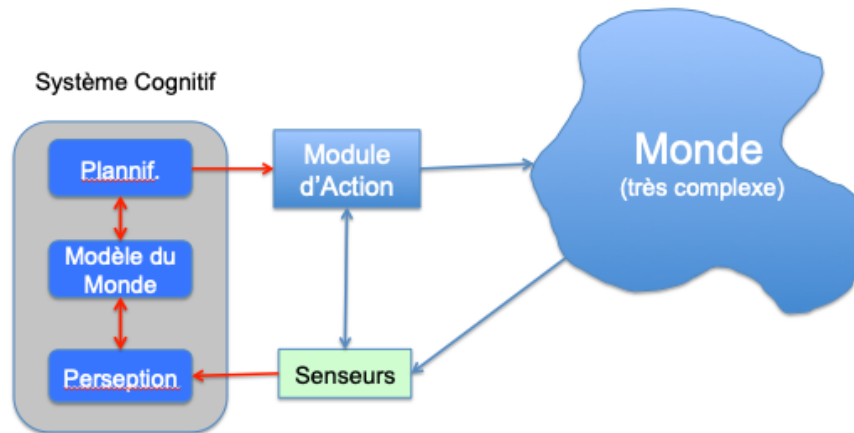 Système Cognitif
Plannif.
Modèle du
Monde
Perseption
Module
d'Action
Senseurs
Monde
(très complexe)